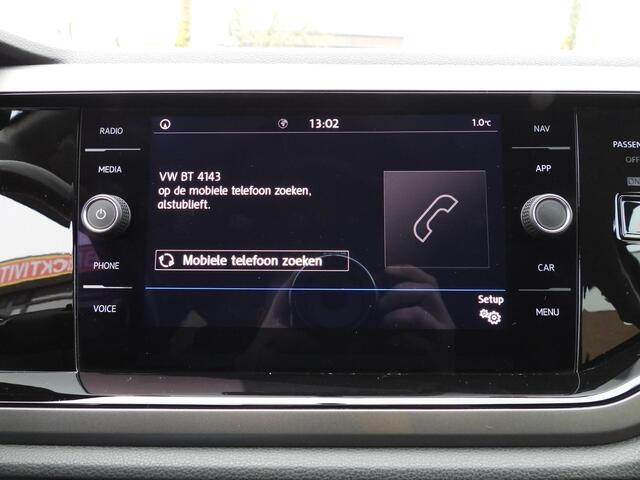 RADIO
MEDIA
PHONE
VOICE
13:02
1.0°C
VW BT 4143
op de mobiele telefoon zoeken,
alstublieft.
Mobiele telefoon zoeken
Setup
NAV
APP
CAR
MENU
PASSEN
OFF
ON